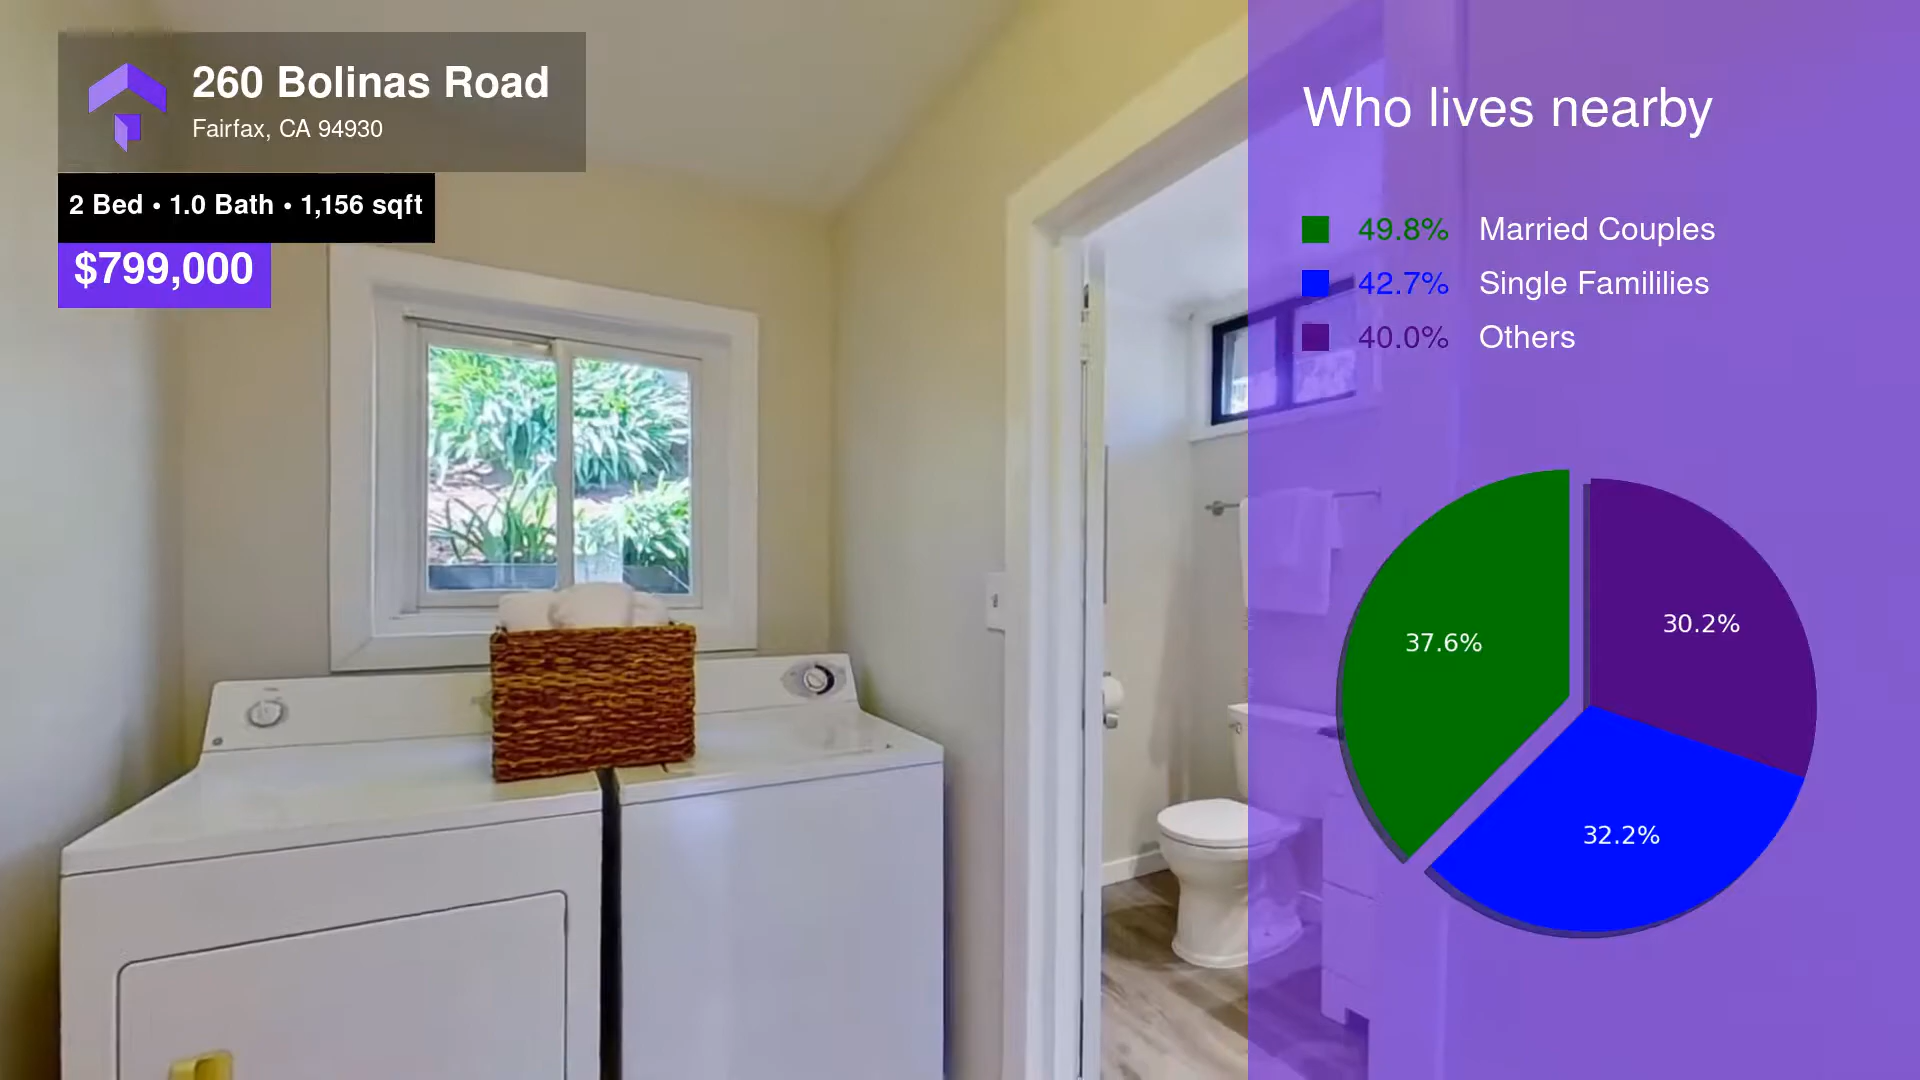 260 Bolinas Road
Fairfax, CA 94930
2 Bed • 1.0 Bath • 1,156 sqft
$799,000
Who lives nearby
49.8% Married Couples
42.7% Single Famililies
40.0% Others
37.6%
30.2%
32.2%